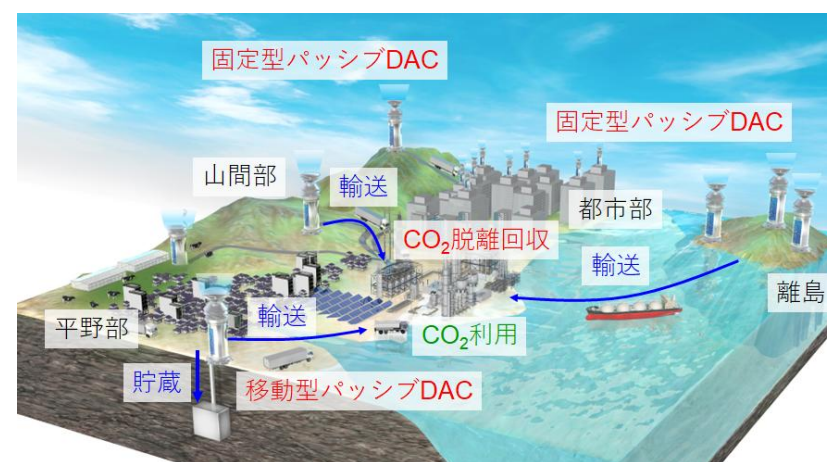 固定型パッシブDAC
固定型パッシブDAC
山間部
輸送
都市部
CO₂脱離回収
輸送
離島
平野部
輸送
CO₂利用
貯蔵
移動型パッシブDAC